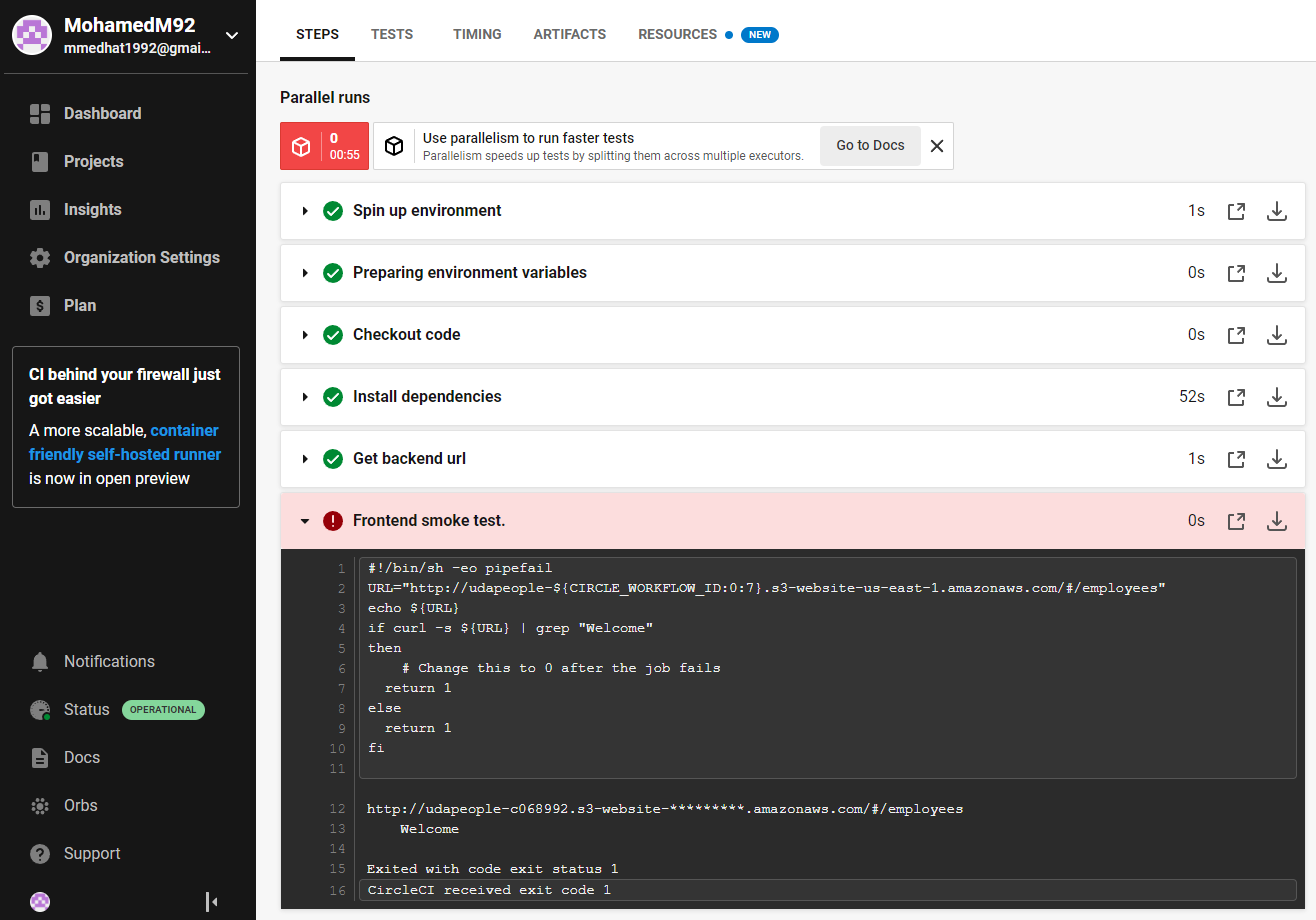 MohamedM92
mmedhat1992@gmai...
Dashboard
Projects
Insights
Organization Settings
Plan
CI behind your firewall just
got easier
A more scalable, container
friendly self-hosted runner
is now in open preview
Notifications
Status OPERATIONAL
Docs
Orbs
Support
STEPS TESTS TIMING ARTIFACTS RESOURCES NEW
Parallel runs
0
00:55
Use parallelism to run faster tests
Parallelism speeds up tests by splitting them across multiple executors.
Go to Docs
Spin up environment 1s
Preparing environment variables 0s
Checkout code 0s
Install dependencies 52s
Get backend url 1s
Frontend smoke test. 0s
1 #!/bin/sh -eo pipefail
2 URL="http://udapeople-${CIRCLE_WORKFLOW_ID:0:7}.s3-website-us-east-1.amazonaws.com/#/employees"
3 echo ${URL}
4 if curl -s ${URL} | grep "Welcome"
5 then
6 # Change this to 0 after the job fails
7 return 1
8 else
9 return 1
10 fi
11
12 http://udapeople-c068992.s3-website-*********.amazonaws.com/#/employees
13 Welcome
14
15 Exited with code exit status 1
16 CircleCI received exit code 1